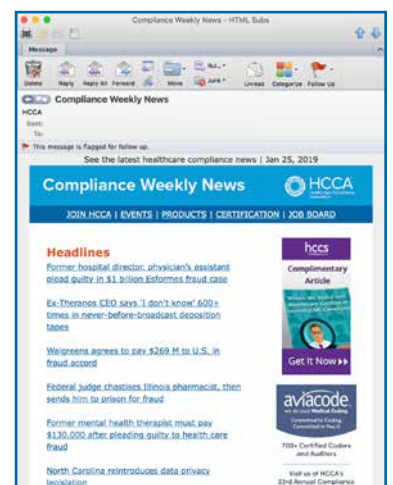 Compliance Weekly News - HTML Subs
Message
Delete Reply Reply All Forward Move Junk Unread Categorize Follow Up
Compliance Weekly News
HCCA
Sent:
To:
This message is flagged for follow up.
See the latest healthcare compliance news | Jan 25, 2019
Compliance Weekly News
HCCA
JOIN HCCA | EVENTS | PRODUCTS | CERTIFICATION | JOB BOARD
Headlines
Former hospital director, physician's assistant
plead guilty in $1 billion Esformes fraud case
Ex-Theranos CEO says 'I don't know' 600+
times in never-before-broadcast deposition
tapes
Walgreens agrees to pay $269 M to U.S. in
fraud accord
Federal judge chastises Illinois pharmacist, then
sends him to prison for fraud
Former mental health therapist must pay
$130,000 after pleading guilty to health care
fraud
North Carolina reintroduces data privacy
legislation
hccs
Complimentary
Article
Get It Now
aviacode
700+ Certified Coders
and Auditors
Visit us at HCCA's
23rd Annual Compliance